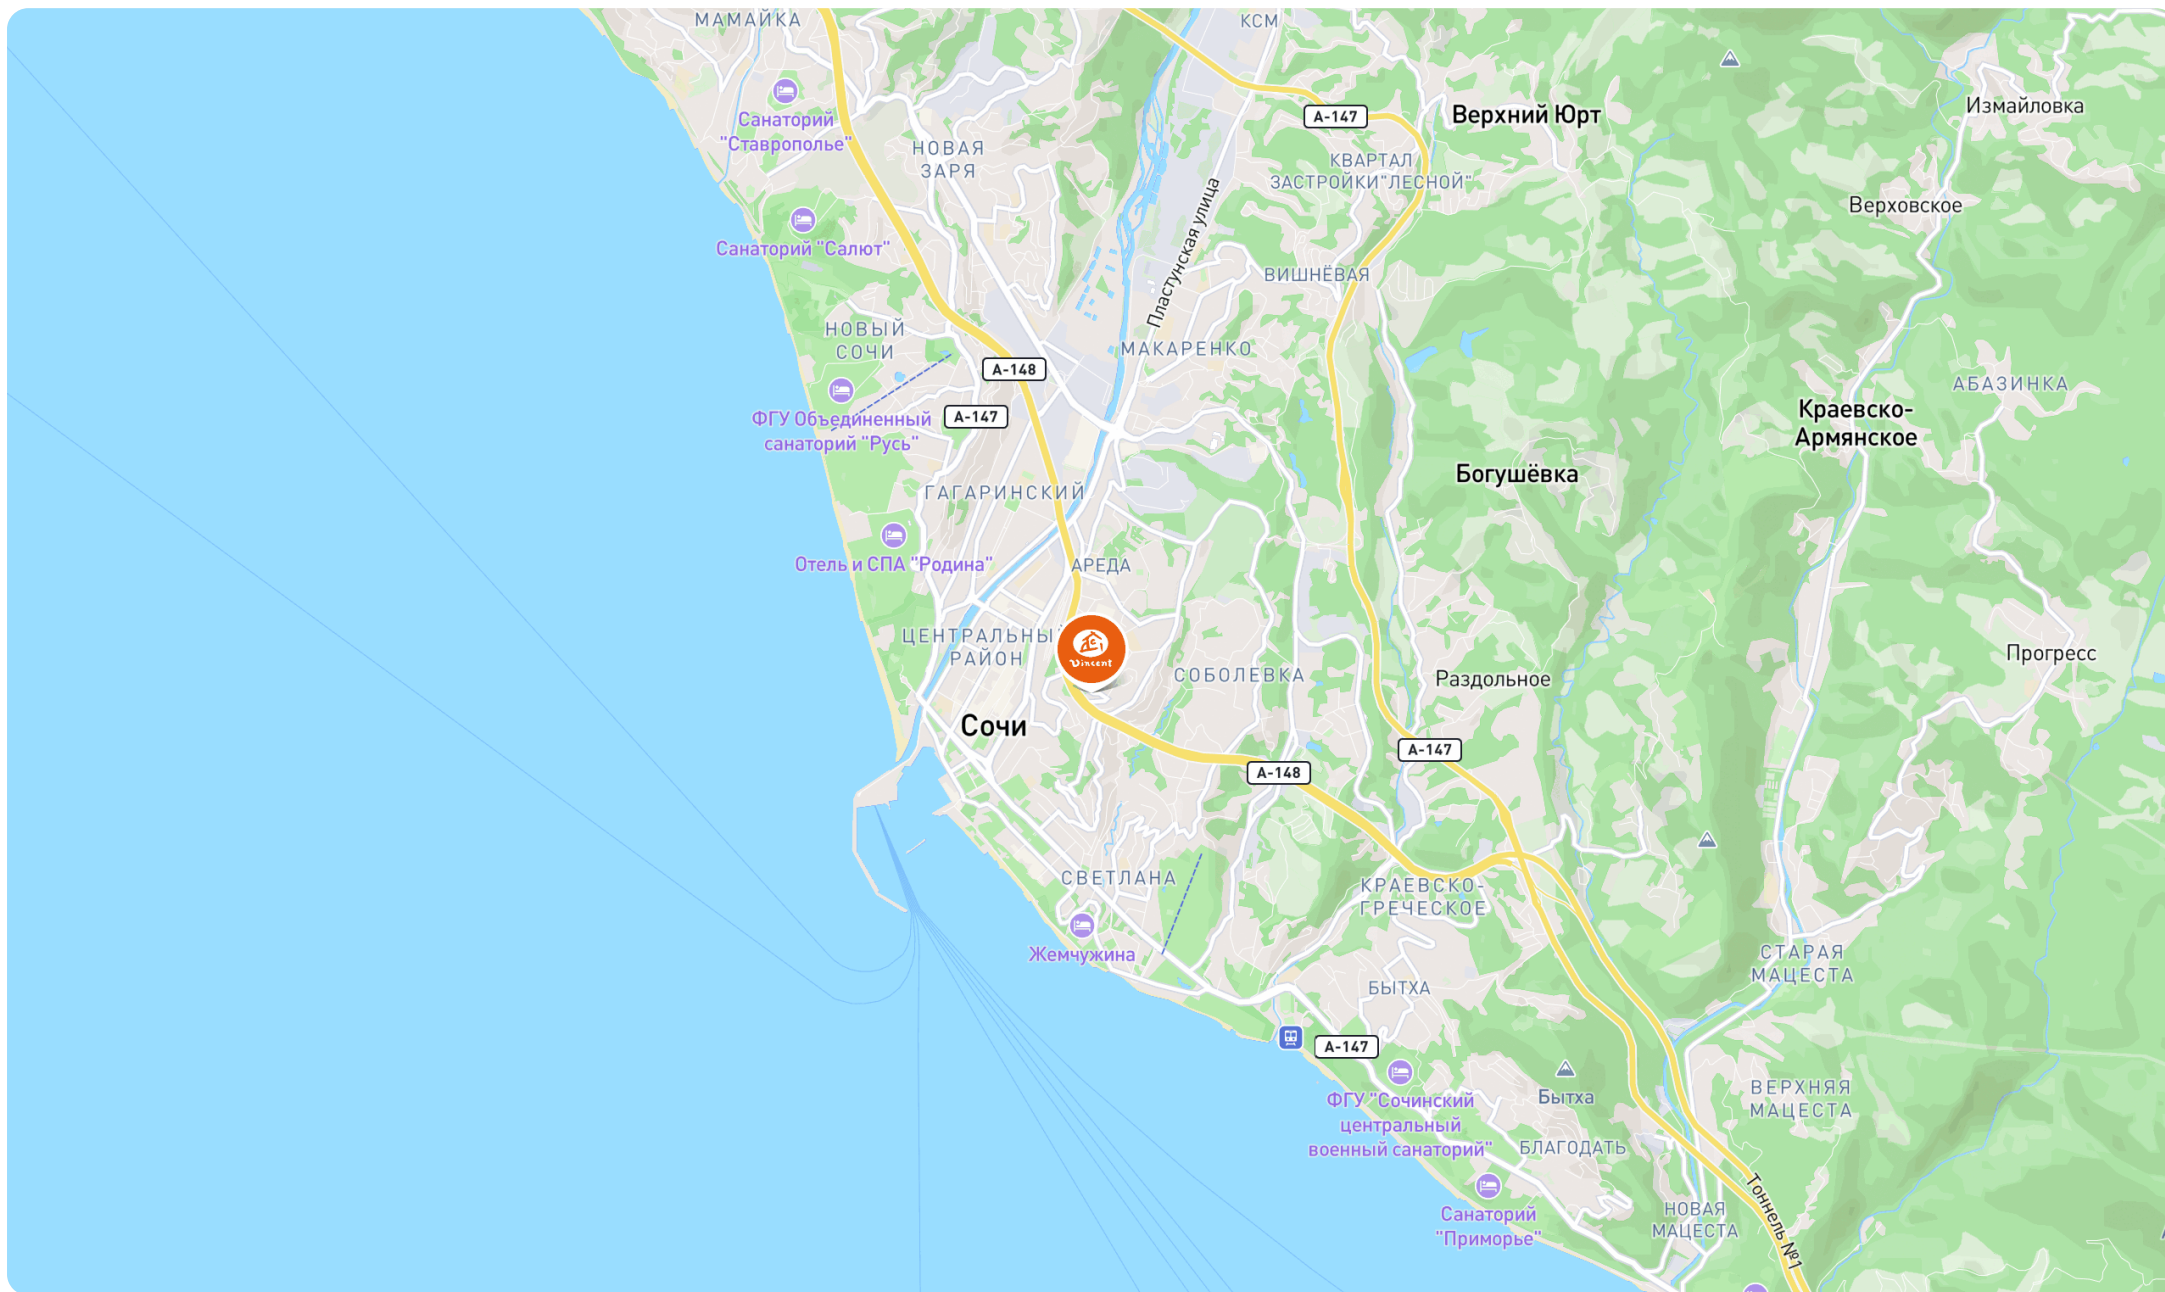 МАМАЙКА
КСМ
Санаторий
"Ставрополье"
А-147
Верхний Юрт
Измайловка
НОВАЯ
ЗАРЯ
КВАРТАЛ
ЗАСТРОЙКИ"ЛЕСНОЙ"
Верховское
Санаторий "Салют"
Пластунская улица
ВИШНЁВАЯ
НОВЫЙ
СОЧИ
МАКАРЕНКО
А-148
АБАЗИНКА
ФГУ Объединенный
санаторий "Русь"
А-147
Краевско-
Армянское
Богушёвка
ГАГАРИНСКИЙ
Отель и СПА "Родина"
АРЕДА
ЦЕНТРАЛЬНЫЙ
РАЙОН
Vincent
СОБОЛЕВКА
Раздольное
Прогресс
Сочи
А-148
А-147
СВЕТЛАНА
КРАЕВСКО-
ГРЕЧЕСКОЕ
Жемчужина
СТАРАЯ
МАЦЕСТА
БЫТХА
А-147
ФГУ "Сочинский
центральный
военный санаторий"
Бытха
ВЕРХНЯЯ
МАЦЕСТА
БЛАГОДАТЬ
Санаторий
"Приморье"
НОВАЯ
МАЦЕСТА
Тоннель №1